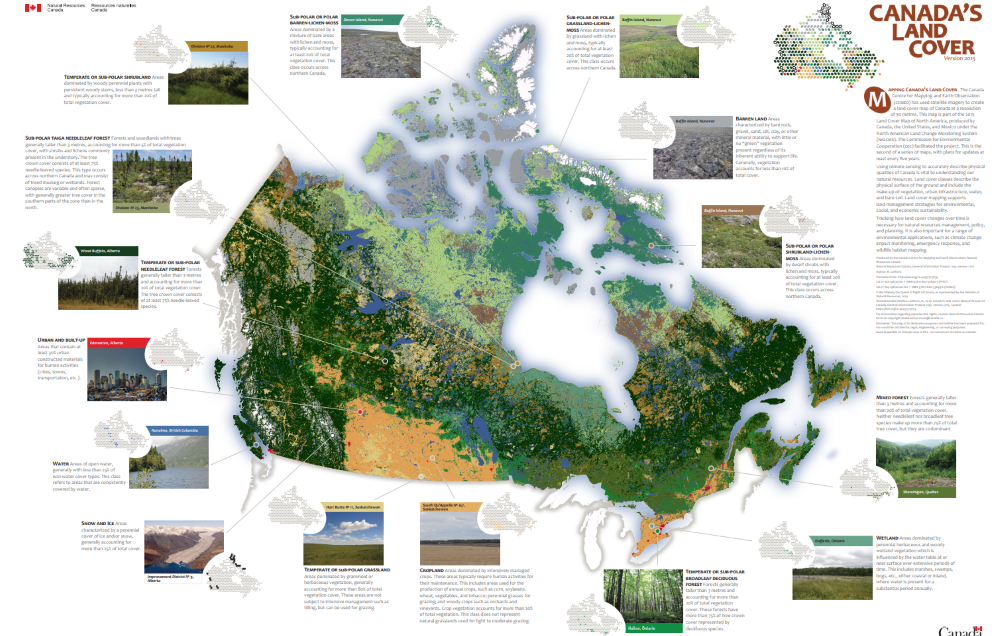 Natural Resources
Canada
Ressources naturelles
Canada
CANADA'S
LAND
COVER
Version 2015
MAPPING CANADA'S LAND COVER The Canada
Centre for Mapping and Earth Observation
(CCMEO) has used satellite imagery to create
a land cover map of Canada at a resolution
of 30 metres. This map is part of the 2015
Land Cover Map of North America, produced by
Canada, the United States, and Mexico under the
North American Land Change Monitoring System
(NALCMS). The Commission for Environmental
Cooperation (CEC) facilitated the project. This is the
second of a series of maps, with plans for updates at
least every five years.
Using remote sensing to accurately describe physical
qualities of Canada is vital to understanding our
natural resources. Land cover classes describe the
physical surface of the ground and include the
make-up of vegetation, urban infrastructure, water,
and bare soil. Land cover mapping supports
land management strategies for environmental,
social, and economic sustainability.
Tracking how land cover changes over time is
necessary for natural resources management, policy,
and planning. It is also important for a range of
environmental applications, such as climate change
impact monitoring, emergency response, and
wildlife habitat mapping.
SUB-POLAR OR POLAR
BARREN-LICHEN-MOSS
Areas dominated by a
mixture of bare areas
with lichen and moss,
typically accounting for
at least 20% of total
vegetation cover. This
class occurs across
northern Canada.
Devon Island, Nunavut
SUB-POLAR OR POLAR
GRASSLAND-LICHEN-
MOSS Areas dominated
by grassland with lichen
and moss, typically
accounting for at least
20% of total vegetation
cover. This class occurs
across northern Canada.
Baffin Island, Nunavut
Division Nº 23, Manitoba
TEMPERATE OR SUB-POLAR SHRUBLAND Areas
dominated by woody perennial plants with
persistent woody stems, less than 3 metres tall
and typically accounting for more than 20% of
total vegetation cover.
BARREN LAND Areas
characterized by bare rock,
gravel, sand, silt, clay, or other
mineral material, with little or
no "green" vegetation
present regardless of its
inherent ability to support life.
Generally, vegetation
accounts for less than 10% of
total cover.
Baffin Island, Nunavut
SUB-POLAR TAIGA NEEDLELEAF FOREST Forests and woodlands with trees
generally taller than 3 metres, accounting for more than 5% of total vegetation
cover, with shrubs and lichens commonly
present in the understory. The tree
crown cover consists of at least 75%
needle-leaved species. This type occurs
across northern Canada and may consist
of treed muskeg or wetlands. Forest
canopies are variable and often sparse,
with generally greater tree cover in the
southern parts of the zone than in the
north.
Division Nº 23, Manitoba
Baffin Island, Nunavut
SUB-POLAR OR POLAR
SHRUBLAND-LICHEN-
MOSS Areas dominated
by dwarf shrubs with
lichen and moss, typically
accounting for at least 20%
of total vegetation cover.
This class occurs across
northern Canada.
Wood Buffalo, Alberta
TEMPERATE OR SUB-POLAR
NEEDLELEAF FOREST Forests
generally taller than 3 metres
and accounting for more than
20% of total vegetation cover.
The tree crown cover consists
of at least 75% needle-leaved
species.
URBAN AND BUILT-UP
Areas that contain at
least 30% urban
constructed materials
for human activities
(cities, towns,
transportation, etc.).
Edmonton, Alberta
MIXED FOREST Forests generally taller
than 3 metres and accounting for more
than 20% of total vegetation cover.
Neither needleleaf nor broadleaf tree
species make up more than 75% of total
tree cover, but they are codominant.
Shawinigan, Quebec
Nanaimo, British Columbia
WATER Areas of open water,
generally with less than 25% of
non-water cover types. This class
refers to areas that are consistently
covered by water.
SNOW AND ICE Areas
characterized by a perennial
cover of ice and/or snow,
generally accounting for
more than 25% of total cover.
Improvement District Nº 9,
Alberta
Hart Butte Nº 11, Saskatchewan
TEMPERATE OR SUB-POLAR GRASSLAND
Areas dominated by graminoid or
herbaceous vegetation, generally
accounting for more than 80% of total
vegetation cover. These areas are not
subject to intensive management such as
tilling, but can be used for grazing.
South Qu'Appelle Nº 157,
Saskatchewan
CROPLAND Areas dominated by intensively managed
crops. These areas typically require human activities for
their maintenance. This includes areas used for the
production of annual crops, such as corn, soybeans,
wheat, vegetables, and tobacco; perennial grasses for
grazing; and woody crops such as orchards and
vineyards. Crop vegetation accounts for more than 20%
of total vegetation. This class does not represent
natural grasslands used for light to moderate grazing.
Halton, Ontario
TEMPERATE OR SUB-POLAR
BROADLEAF DECIDUOUS
FOREST Forests generally
taller than 3 metres and
accounting for more than
20% of total vegetation
cover. These forests have
more than 75% of tree crown
cover represented by
deciduous species.
WETLAND Areas dominated by
perennial herbaceous and woody
wetland vegetation which is
influenced by the water table at or
near surface over extensive periods of
time. This includes marshes, swamps,
bogs, etc., either coastal or inland,
where water is present for a
substantial period annually.
Canada